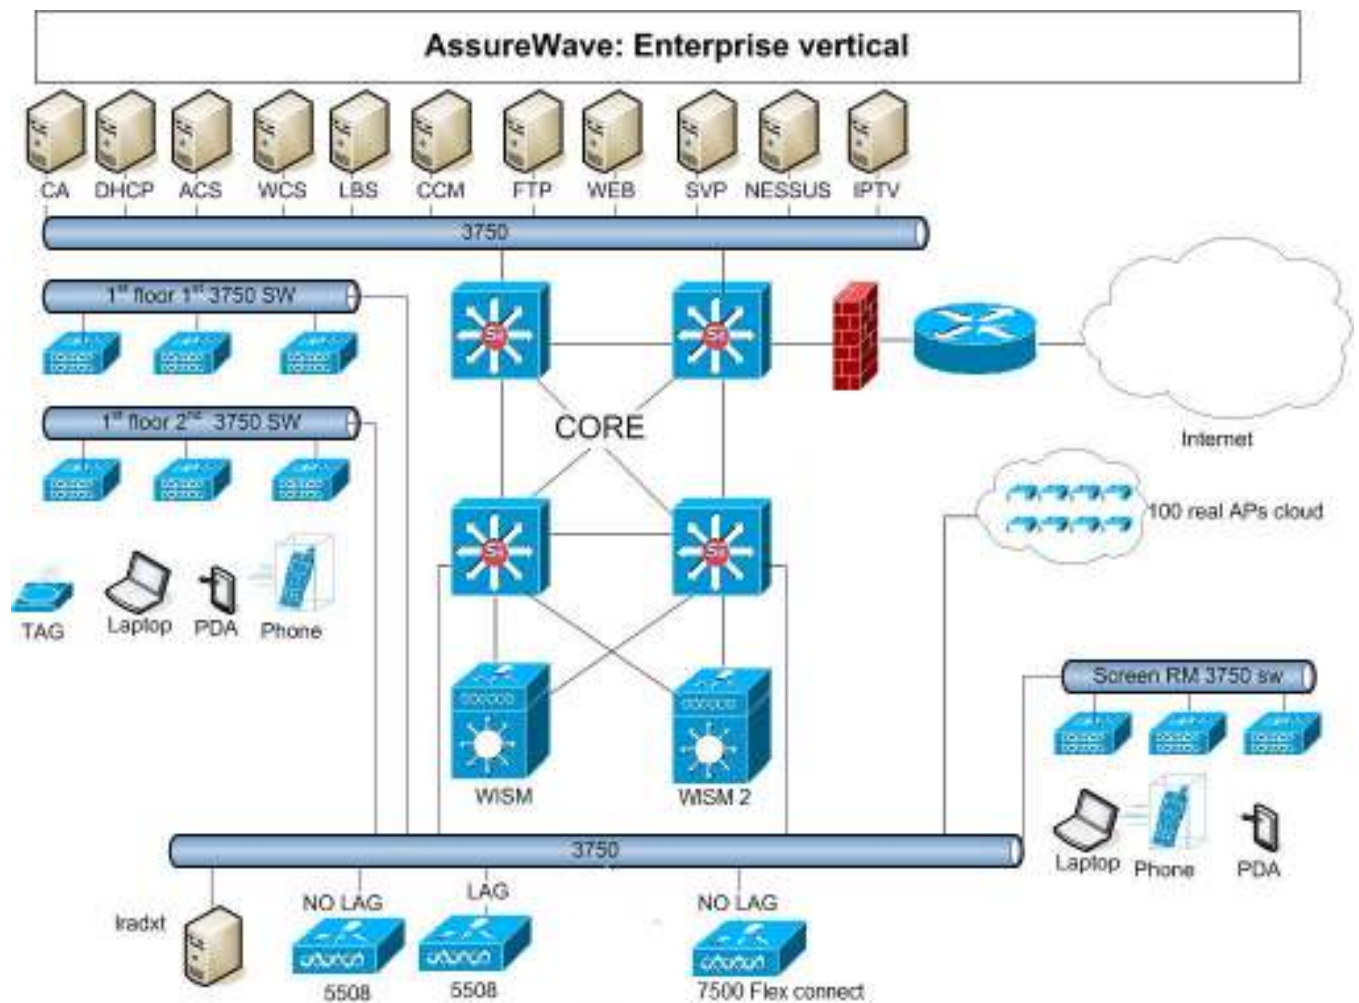 AssureWave: Enterprise vertical
CA DHCP ACS WCS LBS CCM FTP WEB SVP NESSUS IPTV
3750
1st floor 1st 3750 SW
CORE
1st floor 2nd 3750 SW
Internet
100 real APs cloud
TAG Laptop PDA Phone
Screen RM 3750 sw
WISM WISM 2
3750
Laptop Phone PDA
Iradxt
NO LAG LAG NO LAG
5508 5508 7500 Flex connect